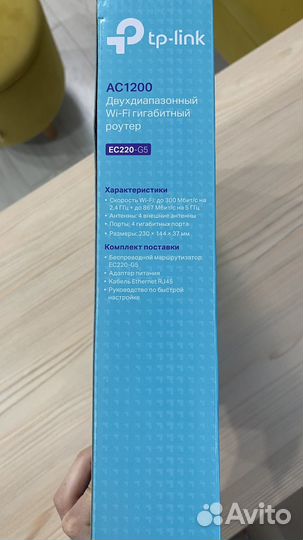 tp-link
AC1200
Двухдиапазонный
Wi-Fi гигабитный
роутер
EC220-G5
Характеристики
• Скорость Wi-Fi: до 300 Мбит/с на
2,4 ГГц + до 867 Мбит/с на 5 ГГц
• Антенны: 4 внешние антенны
• Порты: 4 гигабитных порта
• Размеры: 230 × 144 × 37 мм
Комплект поставки
• Беспроводной маршрутизатор
EC220-G5
• Адаптер питания
• Кабель Ethernet RJ45
• Руководство по быстрой
настройке
Avito